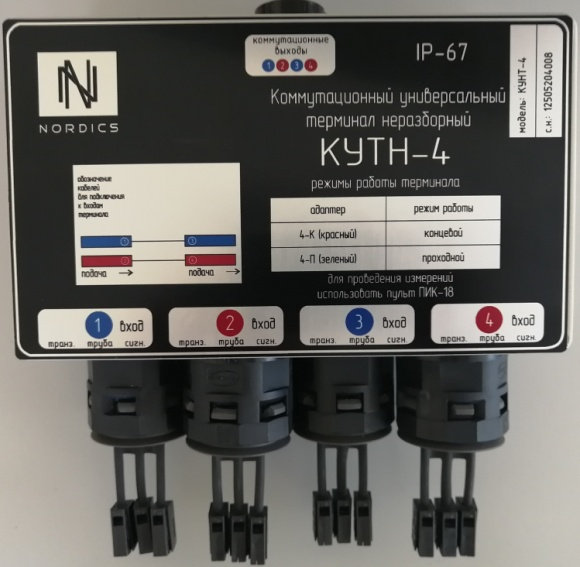 NORDICS
коммутационные
выходы
1 2 3 4
IP-67
модель: КУНТ-4
с.н.: 12505204008
Коммутационный универсальный
терминал неразборный
КУТН-4
режимы работы терминала
обозначение
кабелей
для подключения
к входам
терминала
подача подача
адаптер режим работы
4-К (красный) концевой
4-П (зеленый) проходной
для проведения измерений
использовать пульт ПИК-18
1 вход
транз. труба сигн.
2 вход
транз. труба сигн.
3 вход
транз. труба сигн.
4 вход
транз. труба сигн.